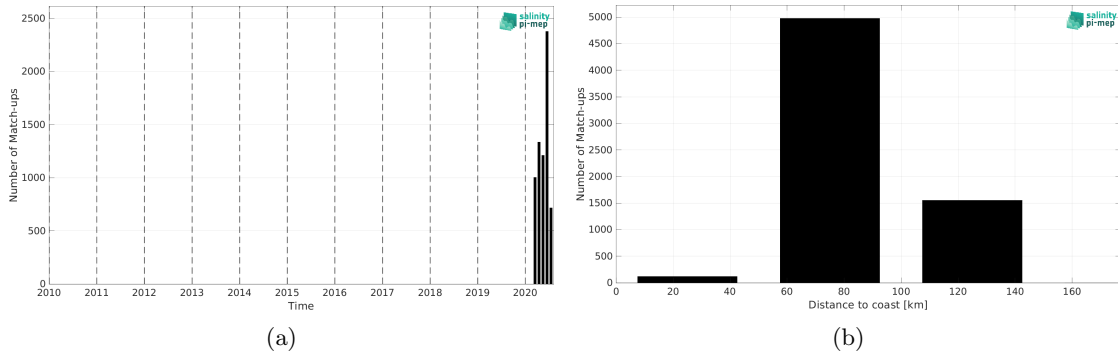 2500
2000
1500
1000
500
0
Number of Match-ups
2010 2011 2012 2013 2014 2015 2016 2017 2018 2019 2020
Time
salinity
pi-mep
(a)
5000
4500
4000
3500
3000
2500
2000
1500
1000
500
0
Number of Match-ups
0 20 40 60 80 100 120 140 160
Distance to coast [km]
salinity
pi-mep
(b)